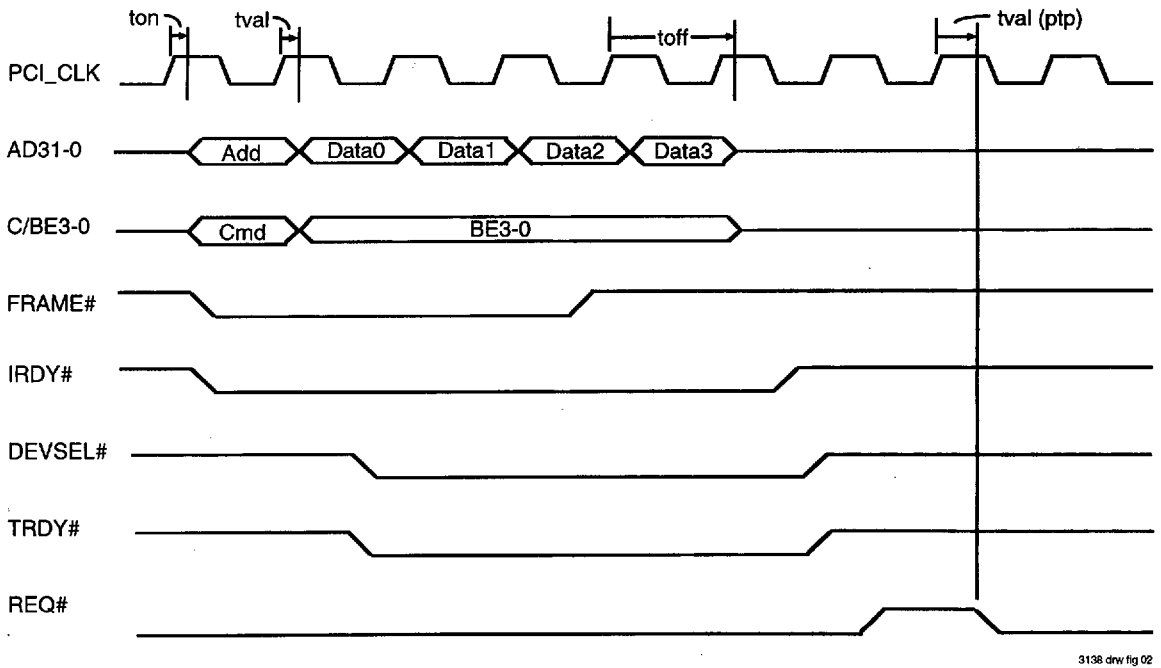 ton
tval
toff
tval (ptp)
PCI_CLK
AD31-0
Add
Data0
Data1
Data2
Data3
C/BE3-0
Cmd
BE3-0
FRAME#
IRDY#
DEVSEL#
TRDY#
REQ#
3138 drw fig 02